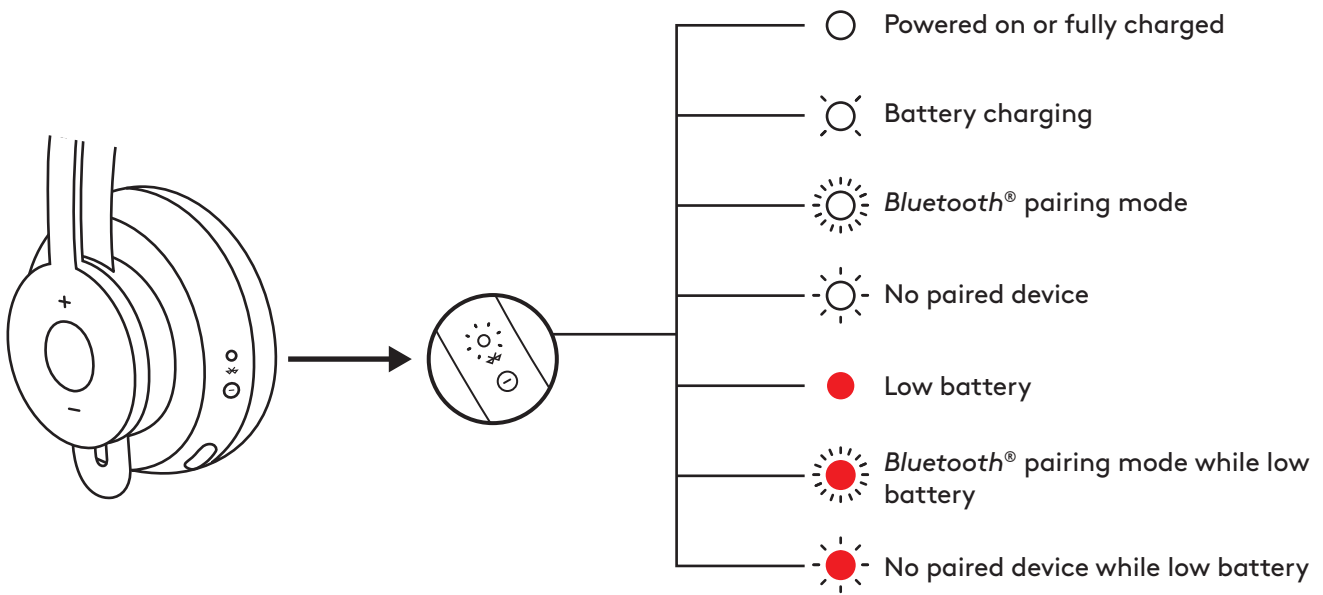 Powered on or fully charged
Battery charging
Bluetooth® pairing mode
No paired device
+
−
Low battery
Bluetooth® pairing mode while low
battery
No paired device while low battery